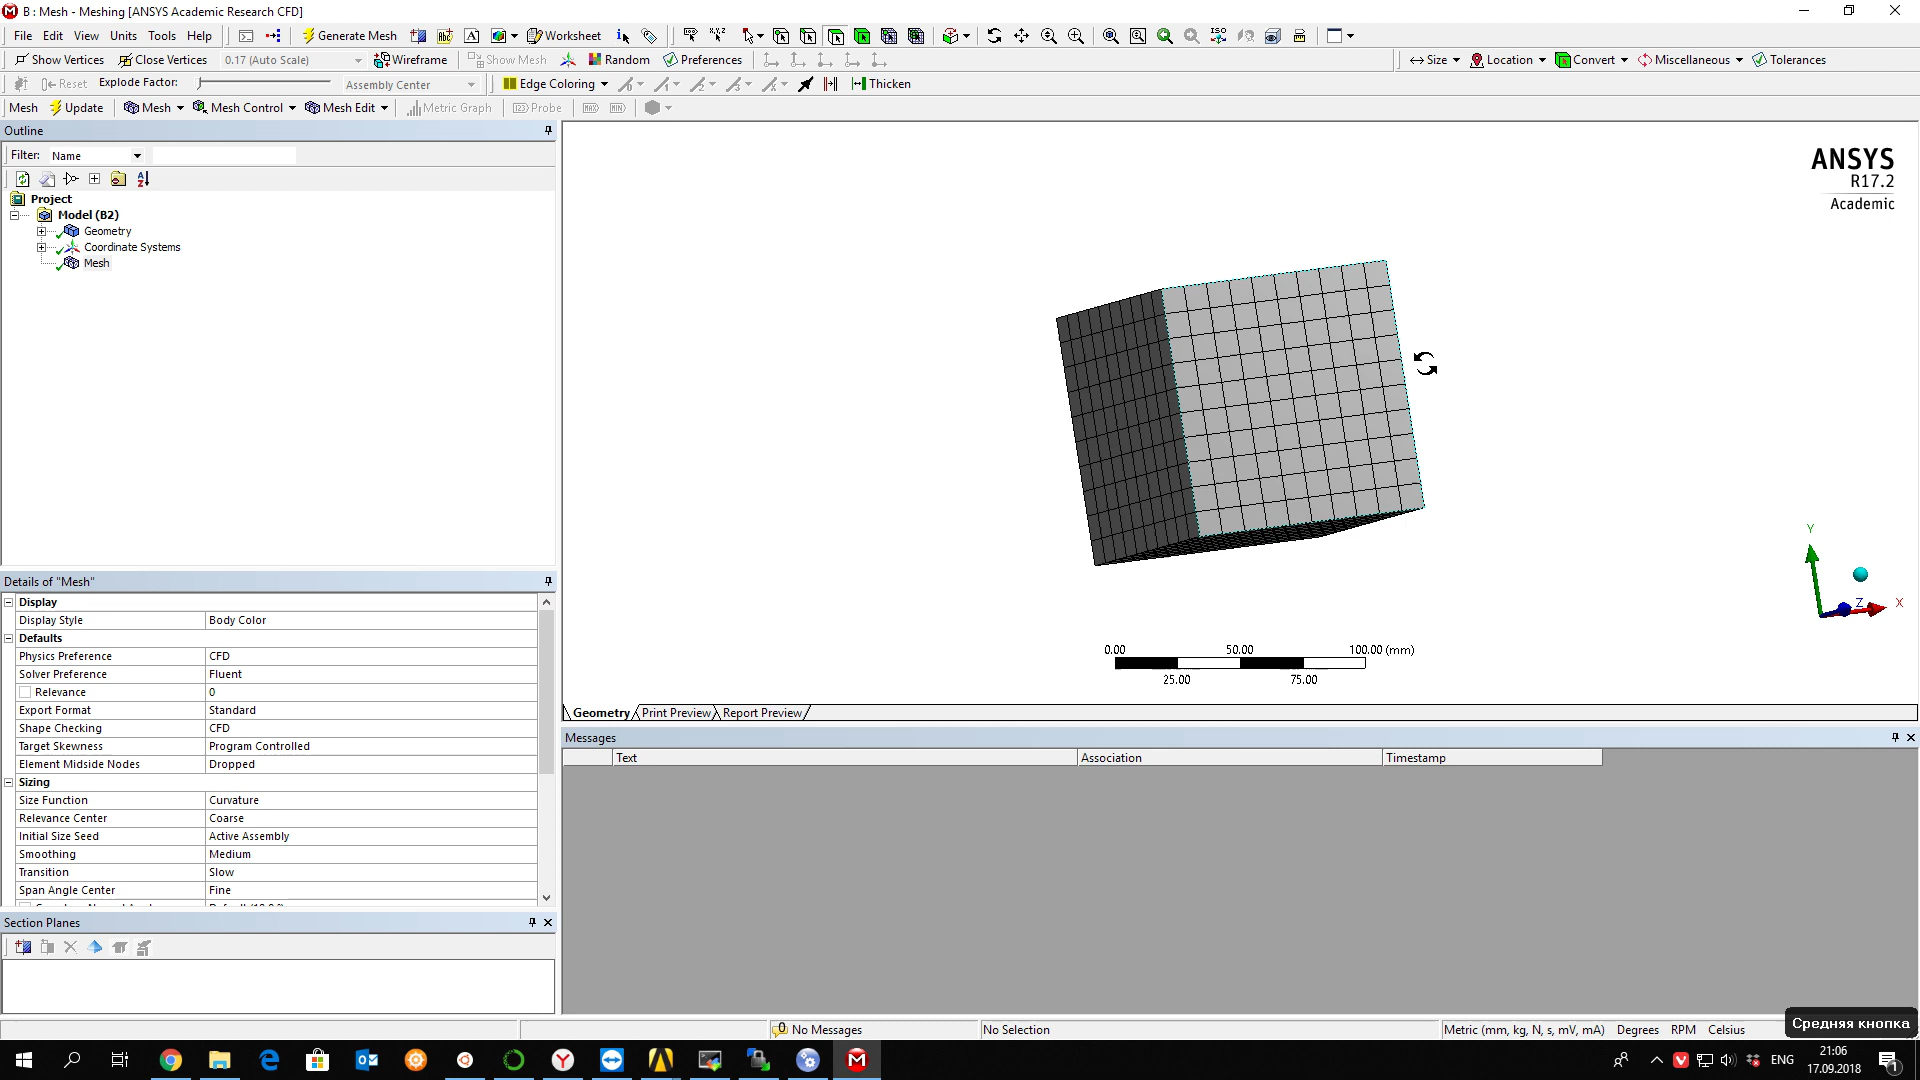 B : Mesh - Meshing [ANSYS Academic Research CFD]
File Edit View Units Tools Help Generate Mesh Worksheet
Show Vertices Close Vertices 0.17 (Auto Scale) Wireframe Show Mesh Random Preferences Size Location Convert Miscellaneous Tolerances
Reset Explode Factor: Assembly Center Edge Coloring Thicken
Mesh Update Mesh Mesh Control Mesh Edit Metric Graph Probe
Outline
Filter: Name
Project
Model (B2)
Geometry
Coordinate Systems
Mesh
Details of "Mesh"
Display
Display Style Body Color
Defaults
Physics Preference CFD
Solver Preference Fluent
Relevance 0
Export Format Standard
Shape Checking CFD
Target Skewness Program Controlled
Element Midside Nodes Dropped
Sizing
Size Function Curvature
Relevance Center Coarse
Initial Size Seed Active Assembly
Smoothing Medium
Transition Slow
Span Angle Center Fine
Section Planes
ANSYS
R17.2
Academic
Y
Z
X
0.00 50.00 100.00 (mm)
25.00 75.00
Geometry Print Preview Report Preview
Messages
Text Association Timestamp
0 No Messages No Selection Metric (mm, kg, N, s, mV, mA) Degrees RPM Celsius
Средняя кнопка
ENG
21:06
17.09.2018
1